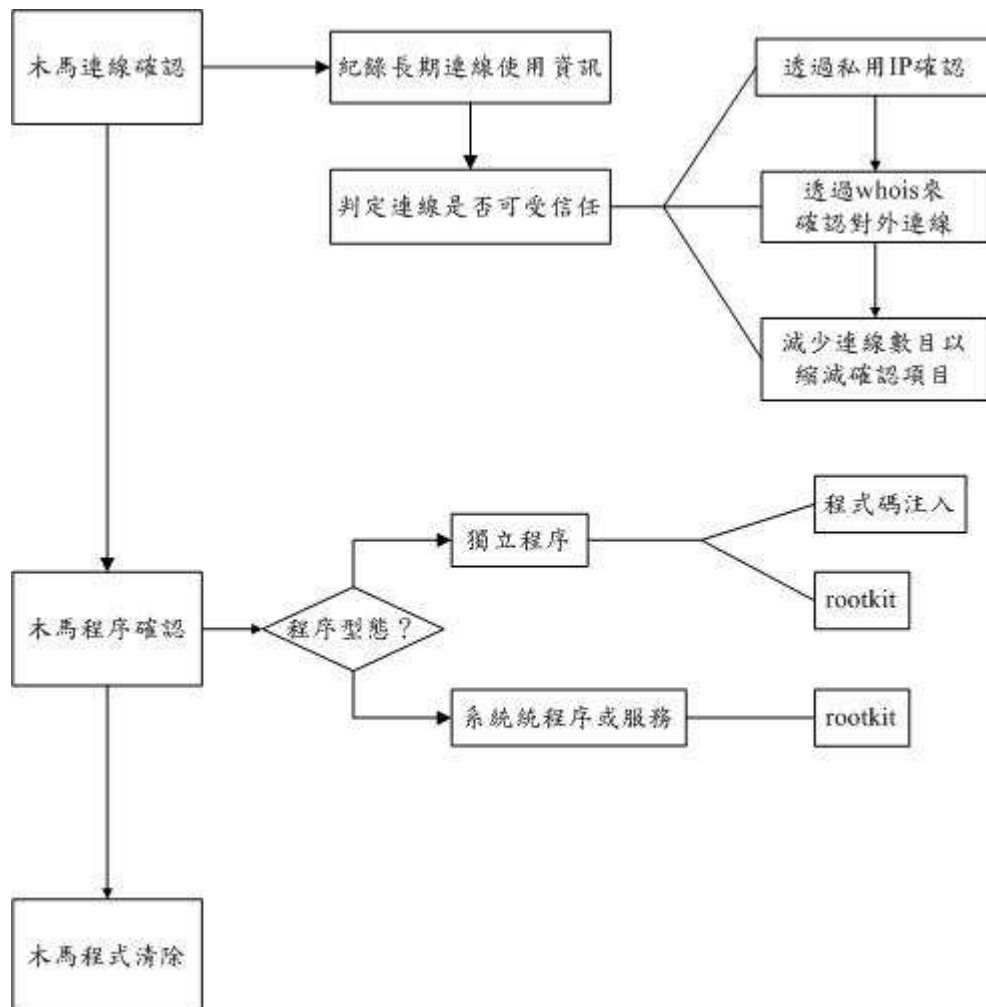 木馬連線確認
紀錄長期連線使用資訊
透過私用IP確認
判定連線是否可受信任
透過whois來
確認對外連線
減少連線數目以
縮減確認項目
程式碼注入
獨立程序
rootkit
木馬程序確認
程序型態？
系統統程序或服務
rootkit
木馬程式清除